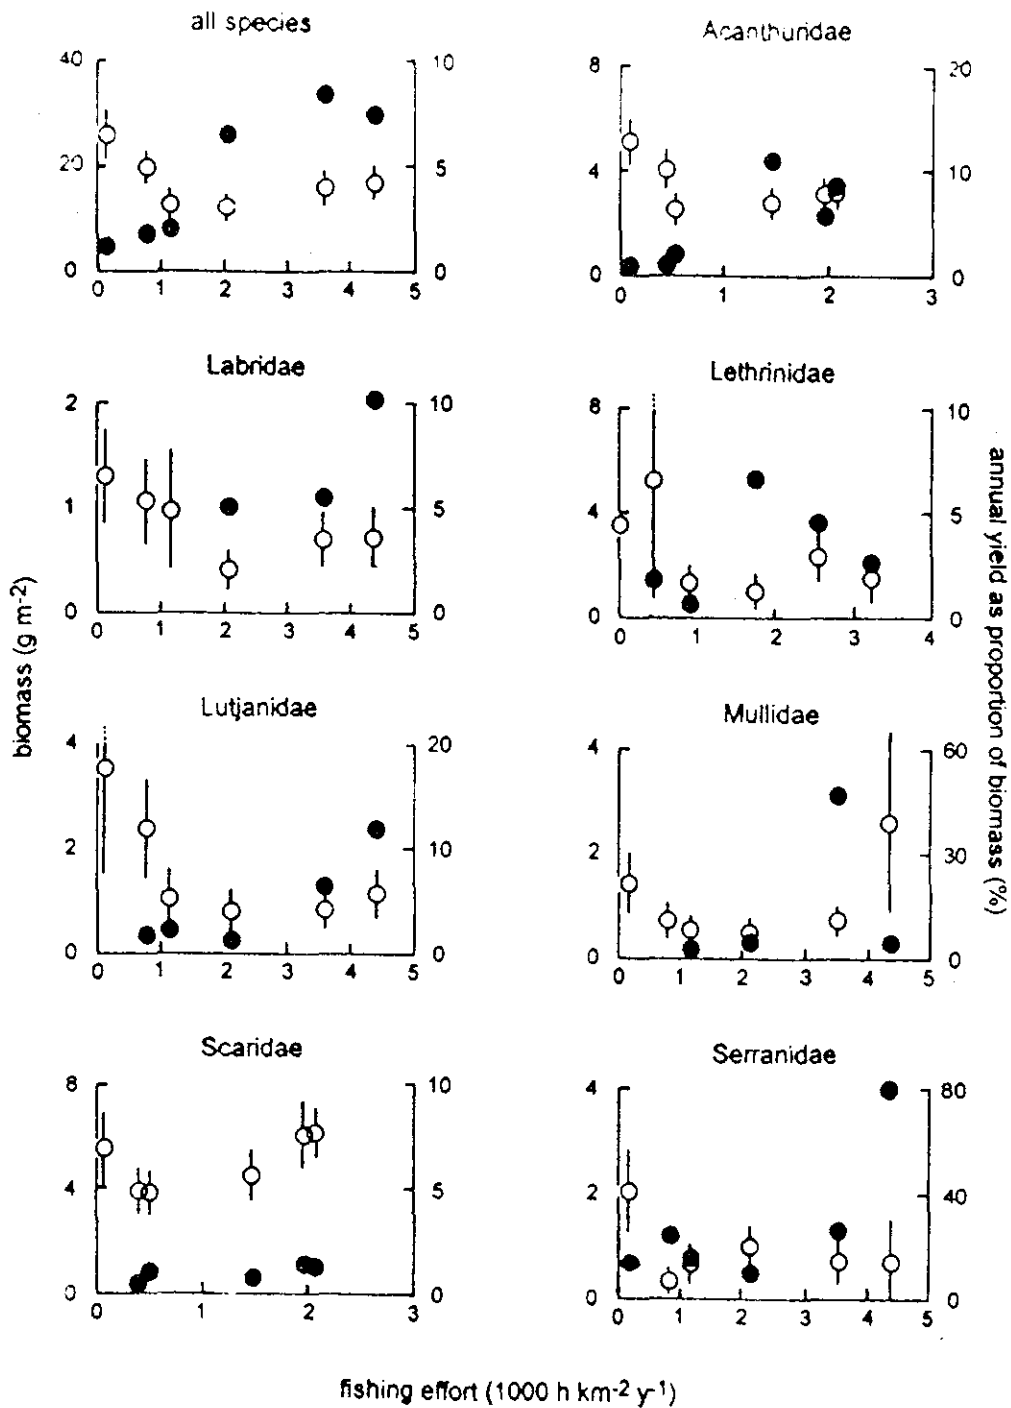 all species
Acanthuridae
40
20
0
10
5
0
0 1 2 3 4 5
8
4
0
20
10
0
0 1 2 3
Labridae
Lethrinidae
2
1
0
10
5
0
0 1 2 3 4 5
8
4
0
10
5
0
0 1 2 3 4
biomass (g m-2)
annual yield as proportion of biomass (%)
Lutjanidae
Mullidae
4
2
0
20
10
0
0 1 2 3 4 5
4
2
0
60
30
0
0 1 2 3 4 5
Scaridae
Serranidae
8
4
0
10
5
0
0 1 2 3
4
2
0
80
40
0
0 1 2 3 4 5
fishing effort (1000 h km-2 y-1)